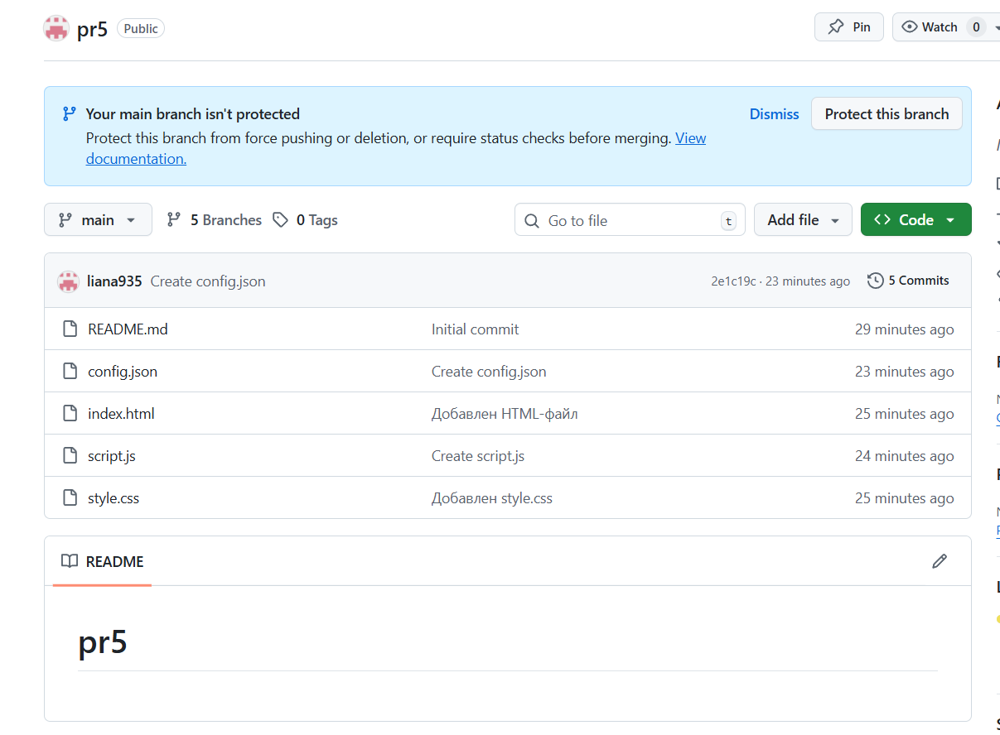 pr5 Public Pin Watch 0
Your main branch isn't protected Dismiss Protect this branch
Protect this branch from force pushing or deletion, or require status checks before merging. View
documentation.
main 5 Branches 0 Tags Go to file t Add file Code
liana935 Create config.json 2e1c19c · 23 minutes ago 5 Commits
README.md Initial commit 29 minutes ago
config.json Create config.json 23 minutes ago
index.html Добавлен HTML-файл 25 minutes ago
script.js Create script.js 24 minutes ago
style.css Добавлен style.css 25 minutes ago
README
pr5